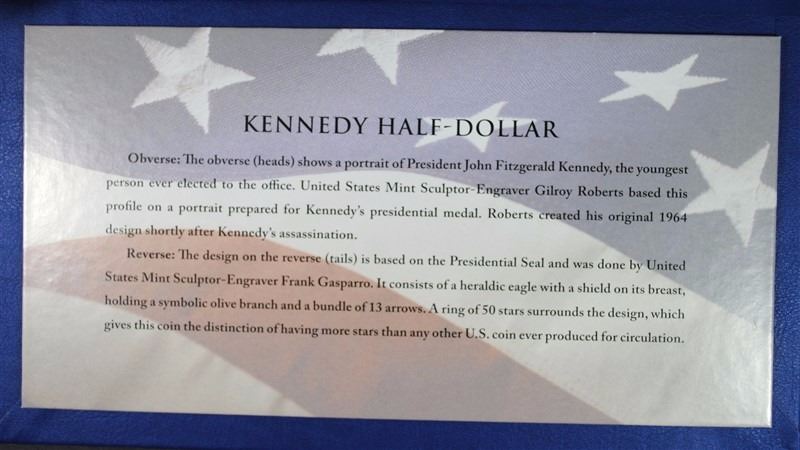 KENNEDY HALF-DOLLAR
Obverse: The obverse (heads) shows a portrait of President John Fitzgerald Kennedy, the youngest
person ever elected to the office. United States Mint Sculptor-Engraver Gilroy Roberts based this
profile on a portrait prepared for Kennedy's presidential medal. Roberts created his original 1964
design shortly after Kennedy's assassination.
Reverse: The design on the reverse (tails) is based on the Presidential Seal and was done by United
States Mint Sculptor-Engraver Frank Gasparro. It consists of a heraldic eagle with a shield on its breast,
holding a symbolic olive branch and a bundle of 13 arrows. A ring of 50 stars surrounds the design, which
gives this coin the distinction of having more stars than any other U.S. coin ever produced for circulation.